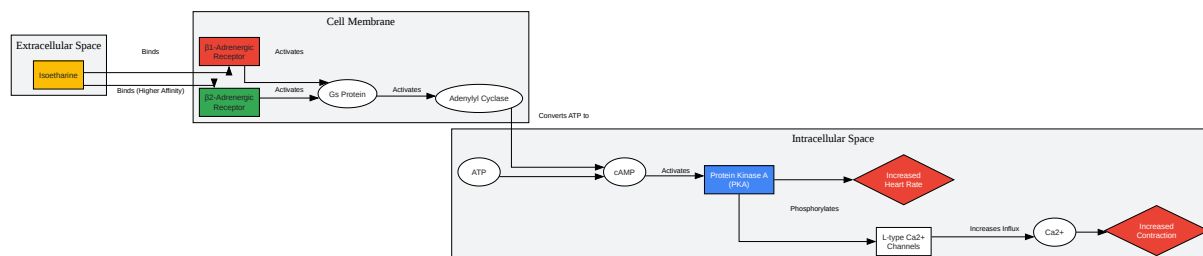 Extracellular Space
Isoetharine
Binds
Binds (Higher Affinity)
Cell Membrane
β1-Adrenergic
Receptor
β2-Adrenergic
Receptor
Activates
Activates
Gs Protein
Activates
Adenylyl Cyclase
Converts ATP to
Intracellular Space
ATP
cAMP
Activates
Protein Kinase A
(PKA)
Increased
Heart Rate
Phosphorylates
L-type Ca2+
Channels
Increases Influx
Ca2+
Increased
Contraction